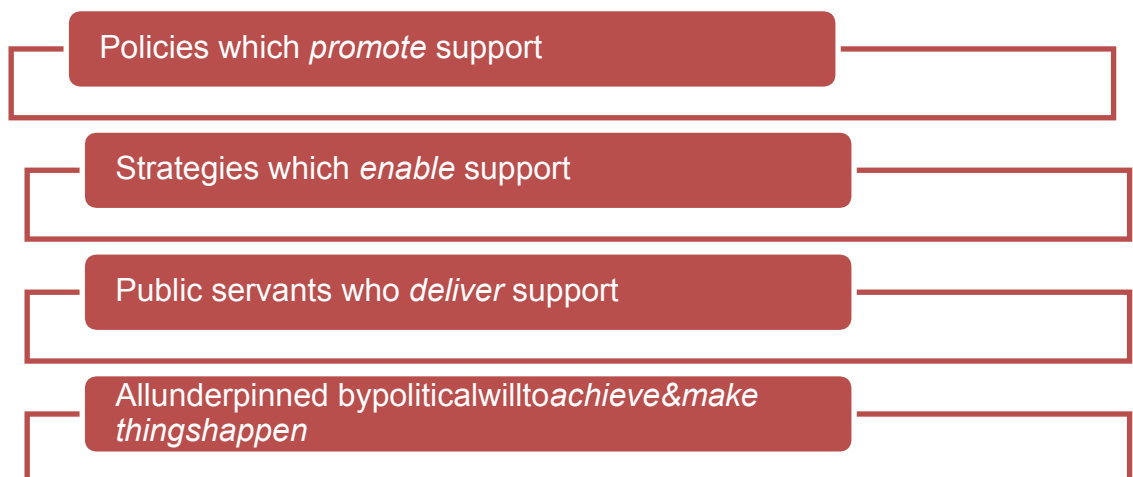 Policies which promote support
Strategies which enable support
Public servants who deliver support
Allunderpinned bypoliticalwilltoachieve&make
thingshappen